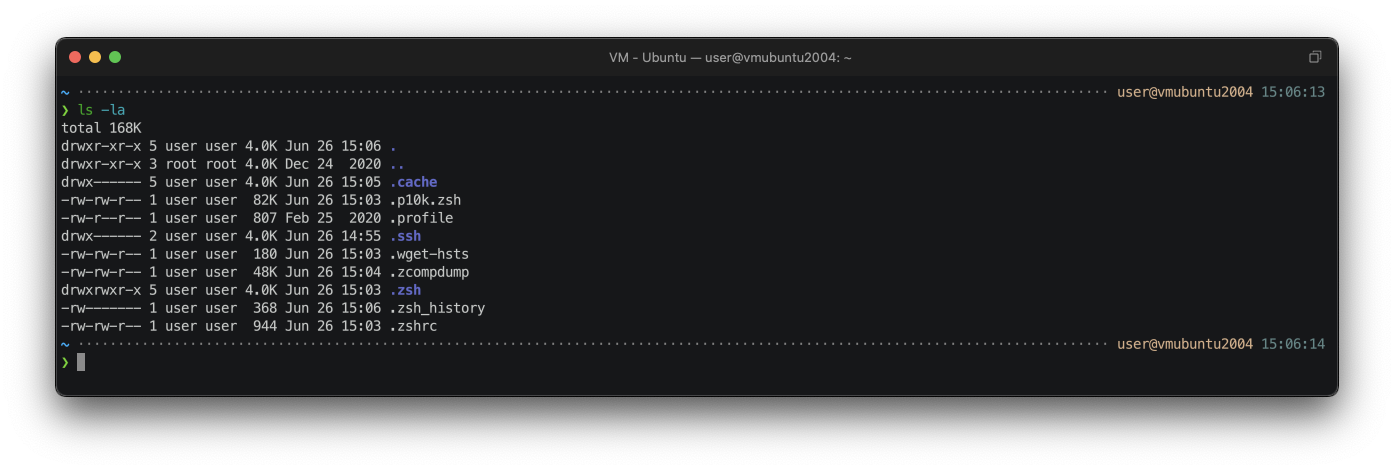 VM - Ubuntu — user@vmubuntu2004: ~
~ user@vmubuntu2004 15:06:13
❯ ls -la
total 168K
drwxr-xr-x 5 user user 4.0K Jun 26 15:06 .
drwxr-xr-x 3 root root 4.0K Dec 24  2020 ..
drwx------ 5 user user 4.0K Jun 26 15:05 .cache
-rw-rw-r-- 1 user user  82K Jun 26 15:03 .p10k.zsh
-rw-r--r-- 1 user user  807 Feb 25  2020 .profile
drwx------ 2 user user 4.0K Jun 26 14:55 .ssh
-rw-rw-r-- 1 user user  180 Jun 26 15:03 .wget-hsts
-rw-rw-r-- 1 user user  48K Jun 26 15:04 .zcompdump
drwxrwxr-x 5 user user 4.0K Jun 26 15:03 .zsh
-rw------- 1 user user  368 Jun 26 15:06 .zsh_history
-rw-rw-r-- 1 user user  944 Jun 26 15:03 .zshrc
~ user@vmubuntu2004 15:06:14
❯